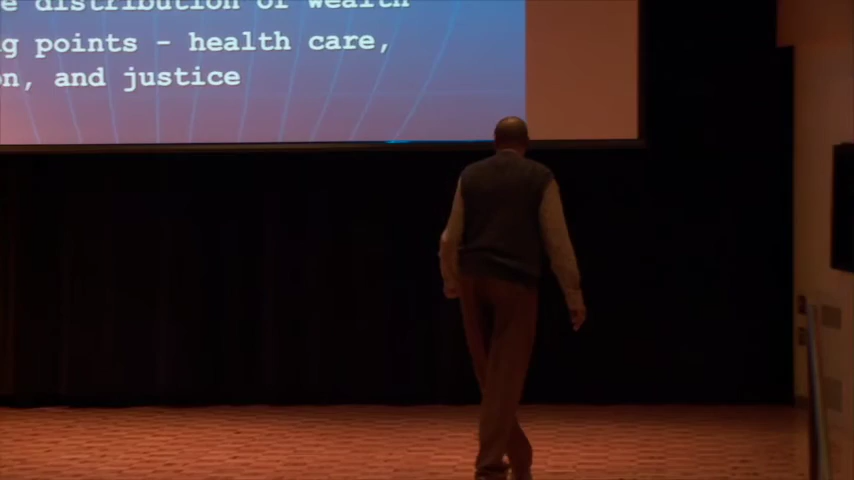 distribution of wealth
points - health care,
and justice